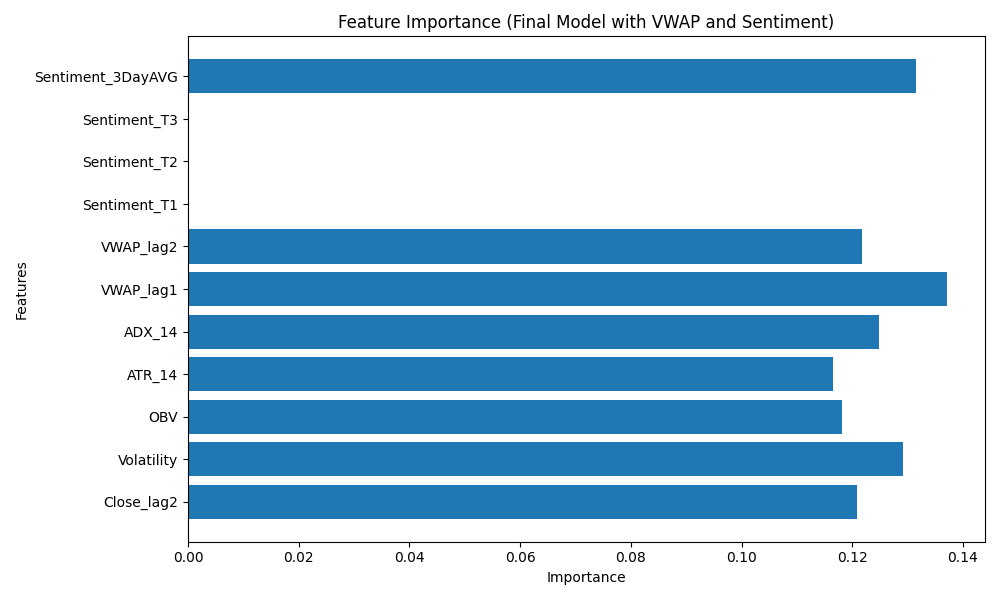 Feature Importance (Final Model with VWAP and Sentiment)
Features
Sentiment_3DayAVG
Sentiment_T3
Sentiment_T2
Sentiment_T1
VWAP_lag2
VWAP_lag1
ADX_14
ATR_14
OBV
Volatility
Close_lag2
0.00 0.02 0.04 0.06 0.08 0.10 0.12 0.14
Importance